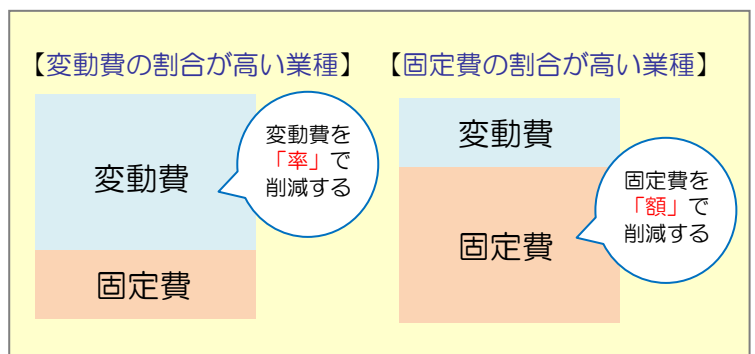 【変動費の割合が高い業種】
変動費
変動費を
「率」で
削減する
固定費
【固定費の割合が高い業種】
変動費
固定費
固定費を
「額」で
削減する